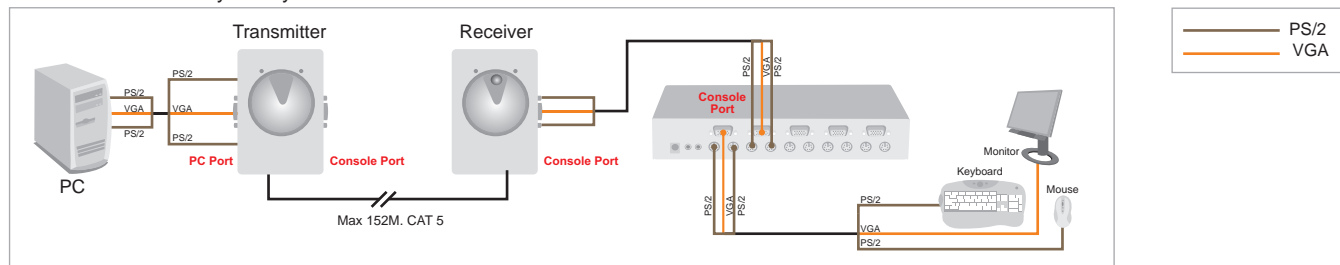 Transmitter
Receiver
PS/2
VGA
PS/2
PS/2
VGA
PS/2
PC Port
Console Port
Console Port
PC
Max 152M. CAT 5
PS/2
VGA
PS/2
Console
Port
PS/2
VGA
PS/2
Monitor
Keyboard
Mouse
PS/2
VGA
PS/2
PS/2
VGA